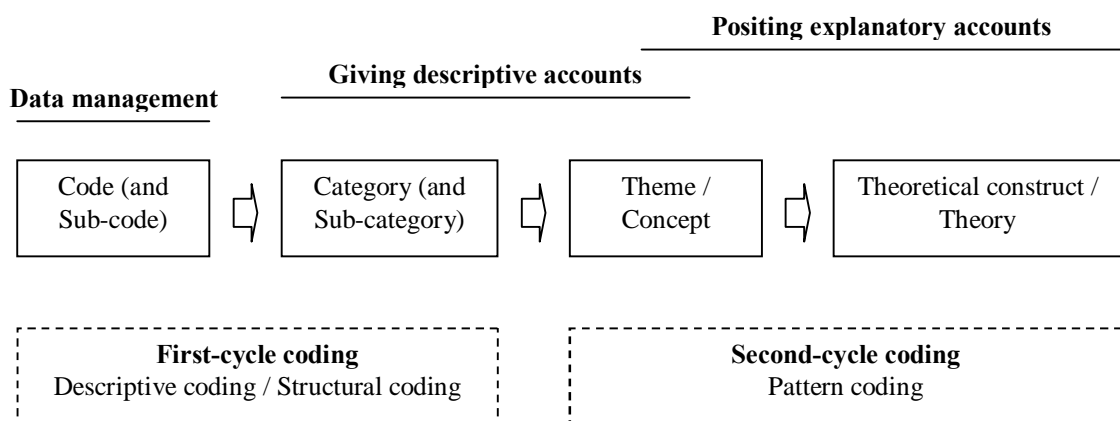 Positing explanatory accounts
Giving descriptive accounts
Data management
Code (and
Sub-code)
Category (and
Sub-category)
Theme /
Concept
Theoretical construct /
Theory
First-cycle coding
Descriptive coding / Structural coding
Second-cycle coding
Pattern coding